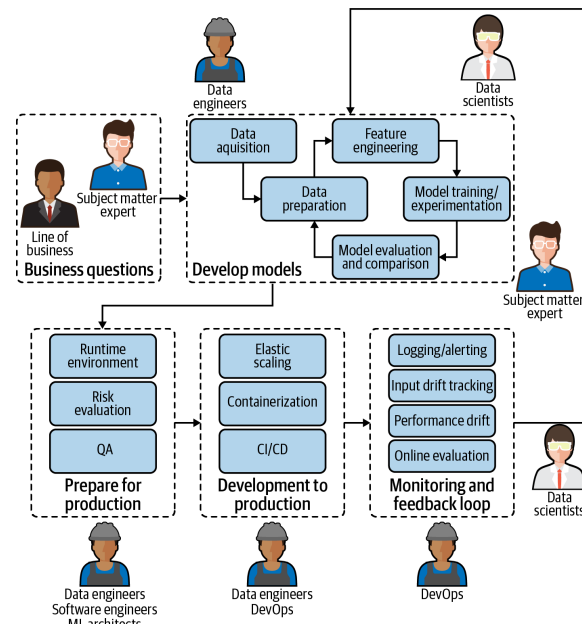 Data
engineers
Data
scientists
Data
aquisition
Feature
engineering
Data
preparation
Model training/
experimentation
Model evaluation
and comparison
Subject matter
expert
Line of
business
Business questions
Develop models
Subject matter
expert
Runtime
environment
Risk
evaluation
QA
Prepare for
production
Elastic
scaling
Containerization
CI/CD
Development to
production
Logging/alerting
Input drift tracking
Performance drift
Online evaluation
Monitoring and
feedback loop
Data
scientists
Data engineers
Software engineers
ML architects
Data engineers
DevOps
DevOps